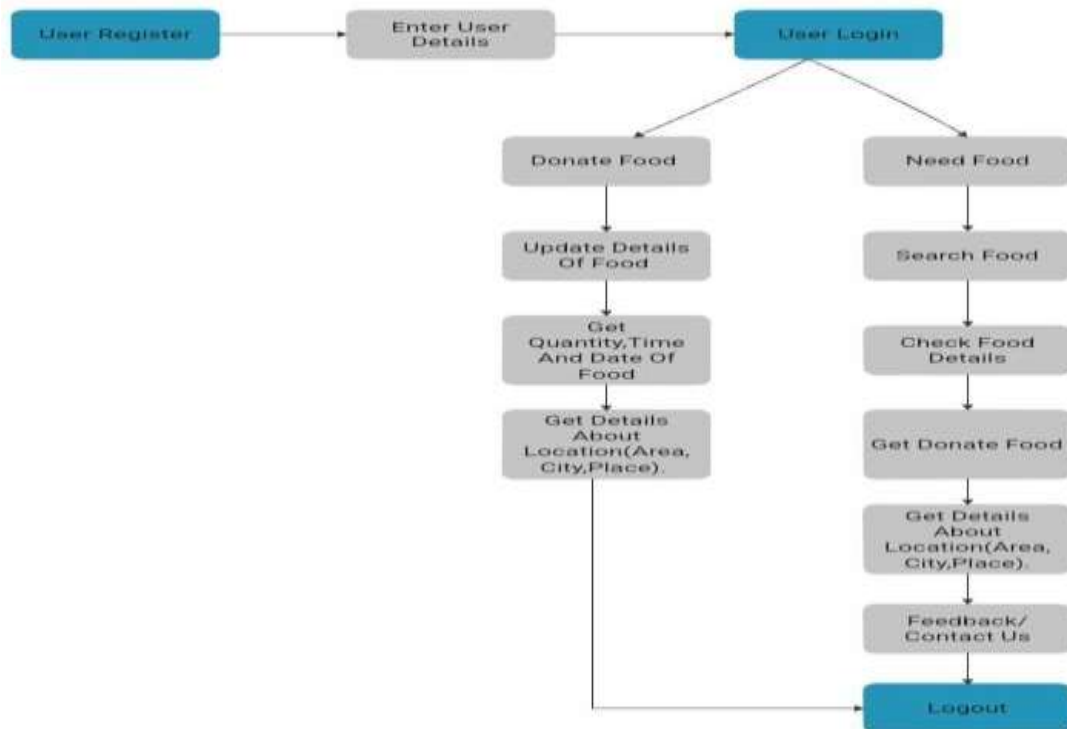 User Register
Enter User
Details
User Login
Donate Food
Update Details
Of Food
Get
Quantity,Time
And Date Of
Food
Get Details
About
Location(Area,
City,Place).
Need Food
Search Food
Check Food
Details
Get Donate Food
Get Details
About
Location(Area,
City,Place).
Feedback/
Contact Us
Logout